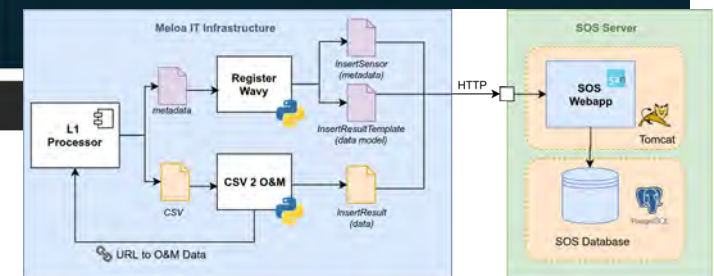 Meloa IT Infrastructure
SOS Server
L1
Processor
metadata
Register
Wavy
InsertSensor
(metadata)
InsertResultTemplate
(data model)
CSV
CSV 2 O&M
InsertResult
(data)
URL to O&M Data
HTTP
SOS
Webapp
Tomcat
PostgreSQL
SOS Database